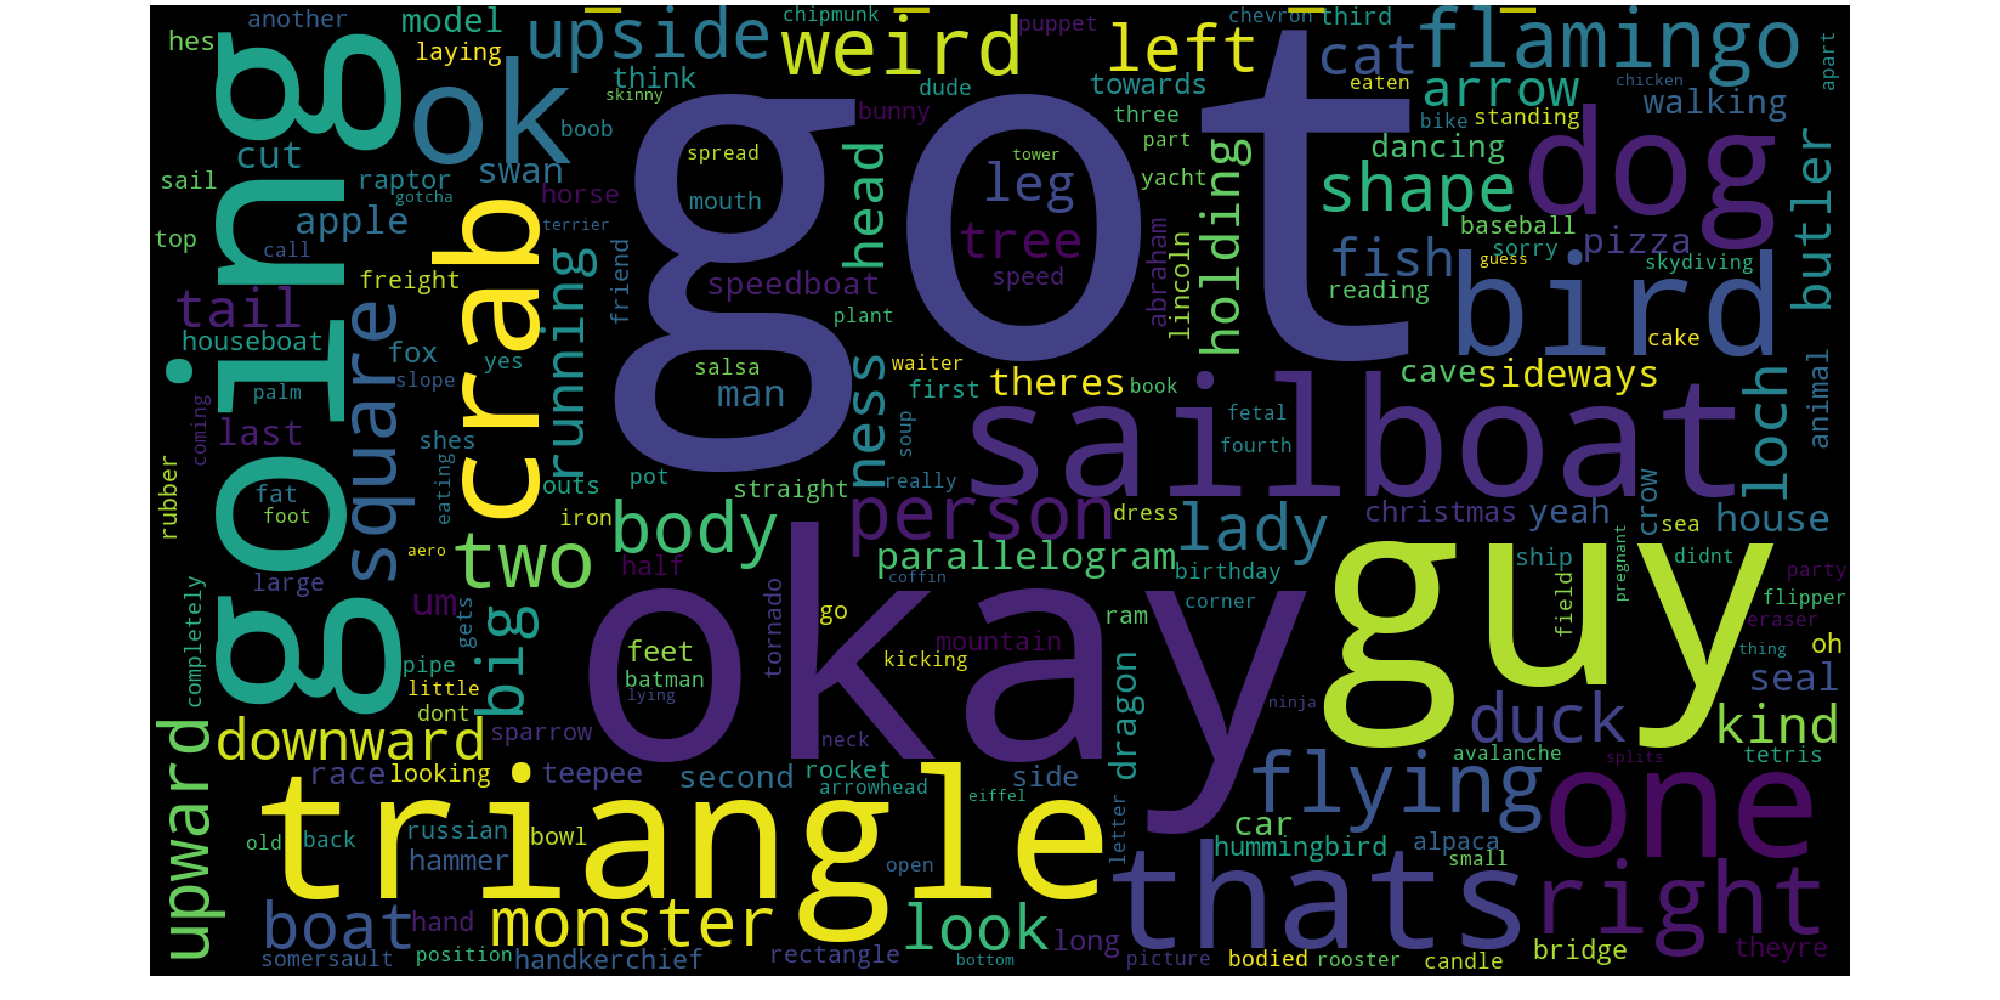 another
model
upside
chipmunk
weird
puppet
left
chevron
third
cat
flamingo
hes
laying
think
skinny
dude
towards
eaten
arrow
chicken
walking
apart
going
ok
boob
got
bunny
three
bike
standing
dog
cut
swan
spread
part
tower
dancing
sail
raptor
gotcha
horse
mouth
head
leg
yacht
holding
shape
butler
top
apple
terrier
tree
baseball
call
crab
friend
speedboat
speed
abraham
lincoln
fish
sorry
pizza
guess
skydiving
tail
freight
running
plant
reading
bird
houseboat
square
fox
yes
salsa
waiter
cake
slope
man
ness
first
theres
book
cave
sideways
loch
animal
palm
coming
last
shes
soup
sailboat
fetal
fourth
rubber
fat
foot
eating
outs
pot
straight
really
crow
iron
body
person
dress
lady
christmas
yeah
sea
house
aero
two
parallelogram
ship
didnt
completely
large
um
gets
half
coffin
birthday
corner
pregnant
party
flipper
big
okay
tornado
go
mountain
ram
guy
field
eraser
pipe
feet
kicking
thing
oh
little
batman
lying
dragon
ninja
seal
dont
upward
downward
sparrow
neck
duck
kind
race
looking
teepee
second
rocket
arrowhead
side
flying
avalanche
splits
tetris
triangle
eiffel
letter
one
old
back
russian
hammer
bowl
open
car
hummingbird
alpaca
small
thats
right
boat
hand
monster
look
long
bridge
theyre
somersault
position
handkerchief
rectangle
bottom
picture
bodied
rooster
candle